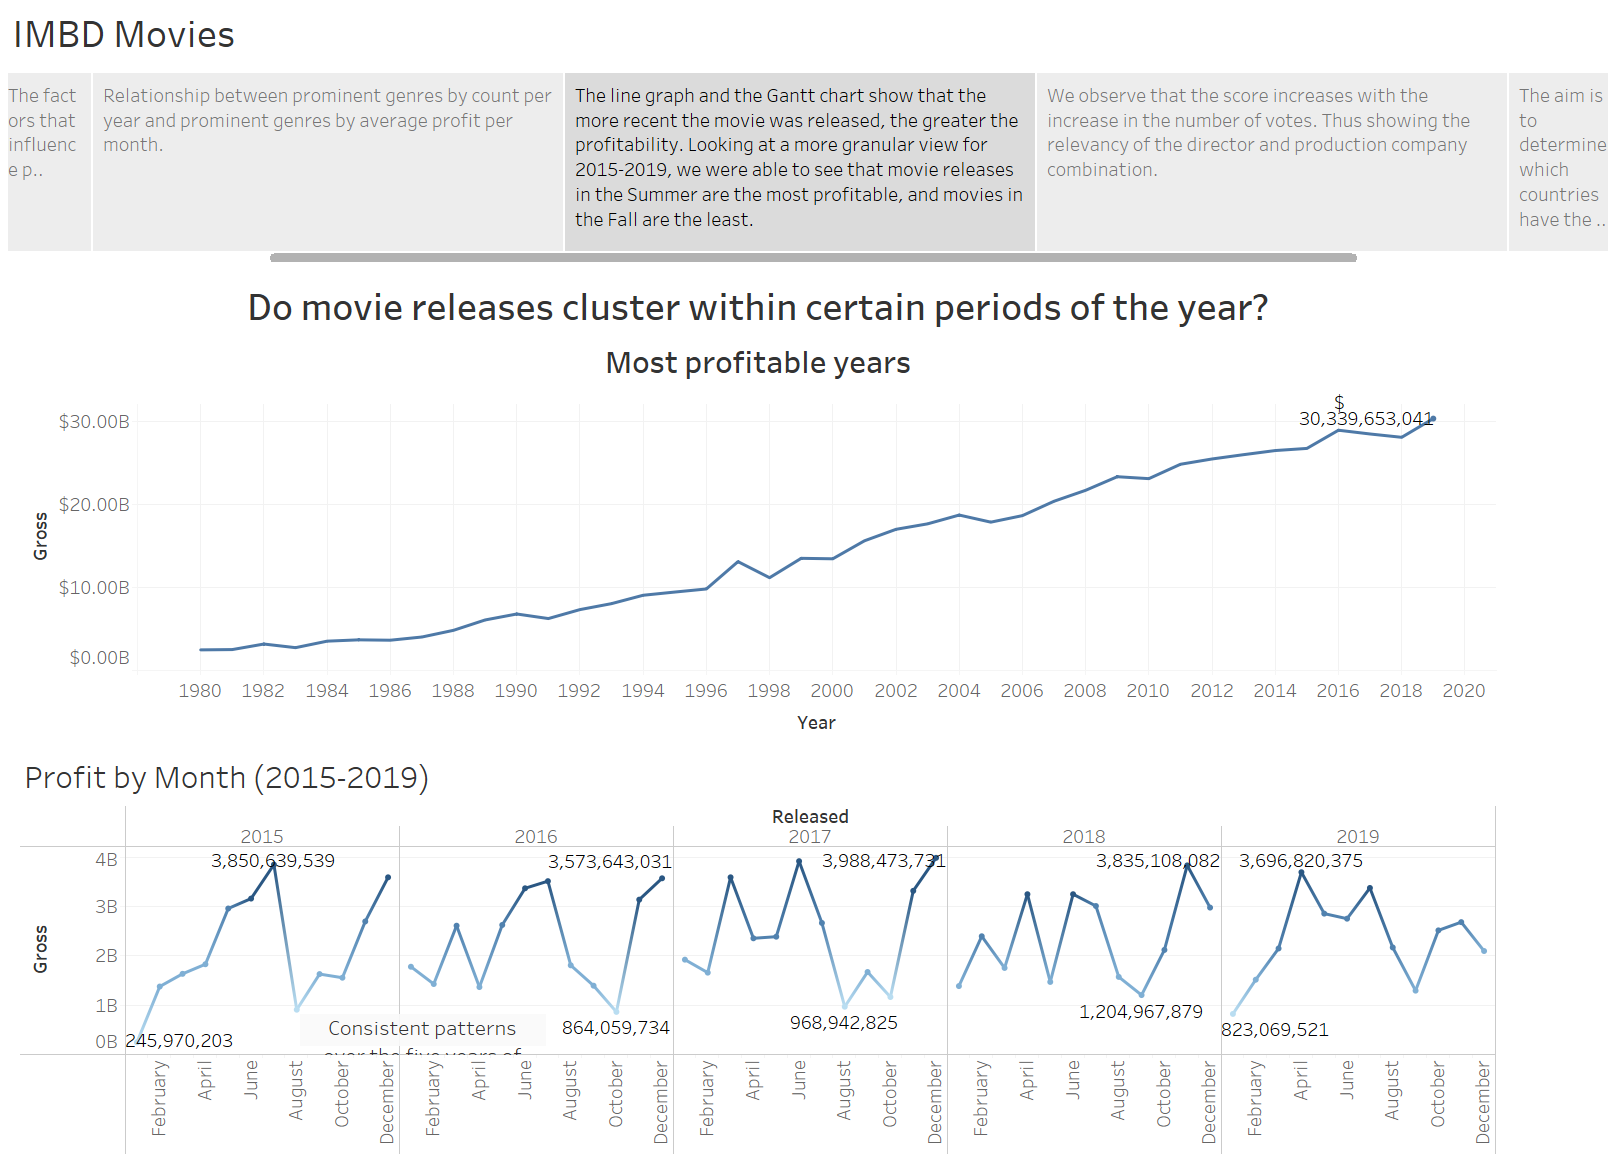 IMBD Movies
The fact
ors that
influenc
e p..
Relationship between prominent genres by count per
year and prominent genres by average profit per
month.
The line graph and the Gantt chart show that the
more recent the movie was released, the greater the
profitability. Looking at a more granular view for
2015-2019, we were able to see that movie releases
in the Summer are the most profitable, and movies in
the Fall are the least.
We observe that the score increases with the
increase in the number of votes. Thus showing the
relevancy of the director and production company
combination.
The aim is
to
determine
which
countries
have the ..
Do movie releases cluster within certain periods of the year?
Most profitable years
$
30,339,653,041
$30.00B
$20.00B
$10.00B
$0.00B
Gross
1980 1982 1984 1986 1988 1990 1992 1994 1996 1998 2000 2002 2004 2006 2008 2010 2012 2014 2016 2018 2020
Year
Profit by Month (2015-2019)
Released
2015 2016 2017 2018 2019
4B
3B
2B
1B
0B
Gross
3,850,639,539 3,573,643,031 3,988,473,731 3,835,108,082 3,696,820,375
245,970,203 864,059,734 968,942,825 1,204,967,879 823,069,521
Consistent patterns
over the five years of
February April June August October December February April June August October December February April June August October December February April June August October December February April June August October December